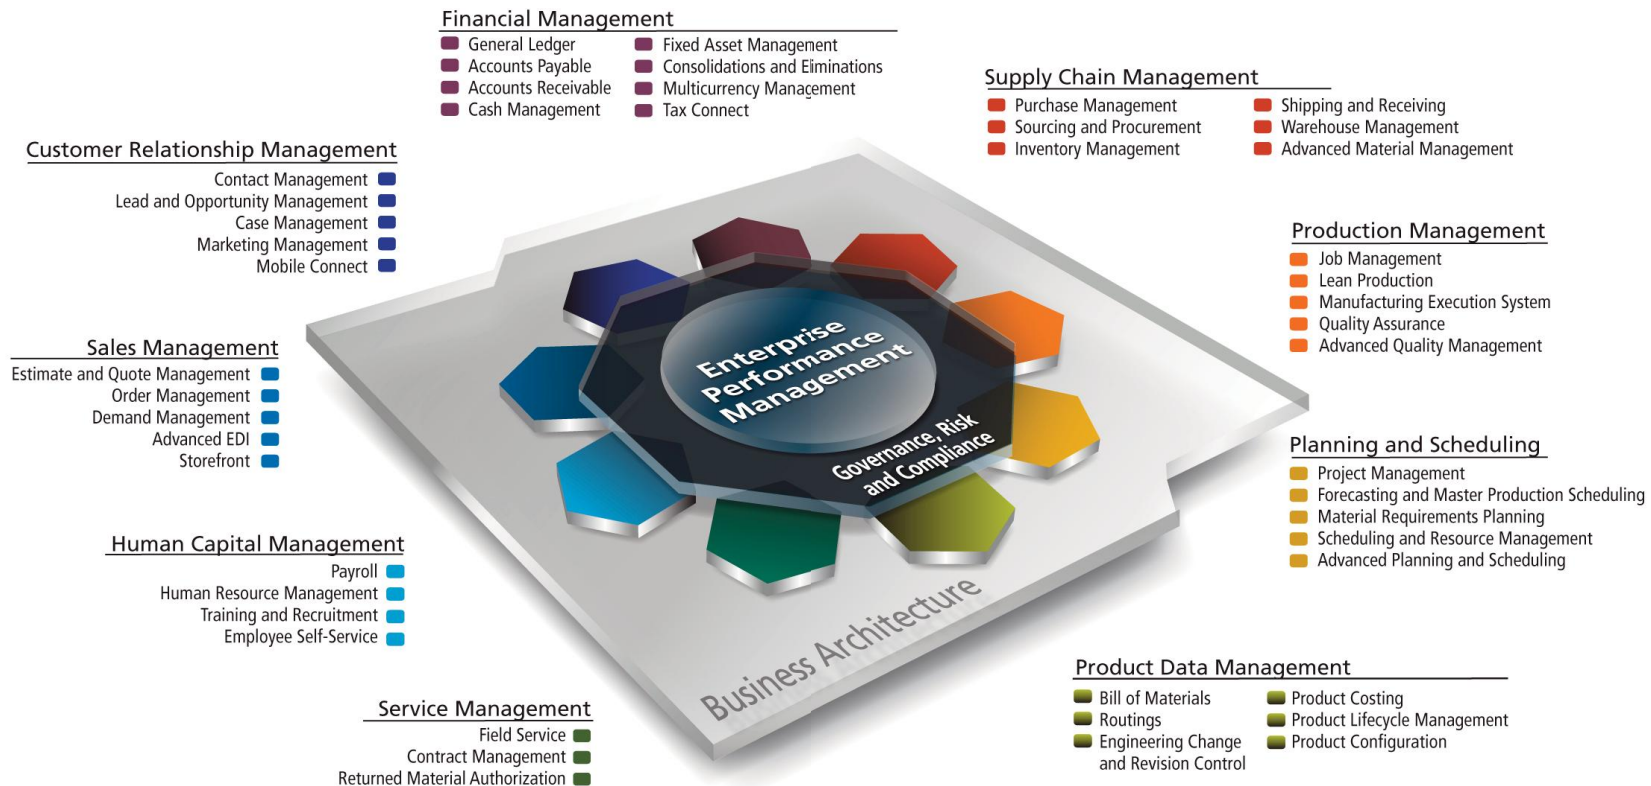 Financial Management
General Ledger
Accounts Payable
Accounts Receivable
Cash Management
Fixed Asset Management
Consolidations and Eliminations
Multicurrency Management
Tax Connect
Supply Chain Management
Purchase Management
Sourcing and Procurement
Inventory Management
Shipping and Receiving
Warehouse Management
Advanced Material Management
Customer Relationship Management
Contact Management
Lead and Opportunity Management
Case Management
Marketing Management
Mobile Connect
Production Management
Job Management
Lean Production
Manufacturing Execution System
Quality Assurance
Advanced Quality Management
Enterprise
Performance
Management
Governance, Risk
and Compliance
Business Architecture
Sales Management
Estimate and Quote Management
Order Management
Demand Management
Advanced EDI
Storefront
Planning and Scheduling
Project Management
Forecasting and Master Production Scheduling
Material Requirements Planning
Scheduling and Resource Management
Advanced Planning and Scheduling
Human Capital Management
Payroll
Human Resource Management
Training and Recruitment
Employee Self-Service
Product Data Management
Bill of Materials
Routings
Engineering Change
and Revision Control
Product Costing
Product Lifecycle Management
Product Configuration
Service Management
Field Service
Contract Management
Returned Material Authorization